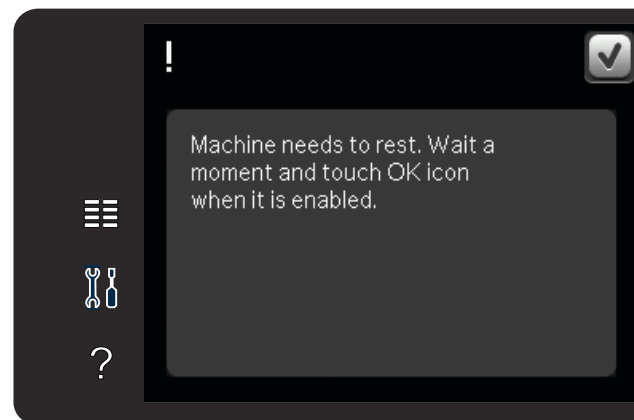 !
Machine needs to rest. Wait a
moment and touch OK icon
when it is enabled.
?